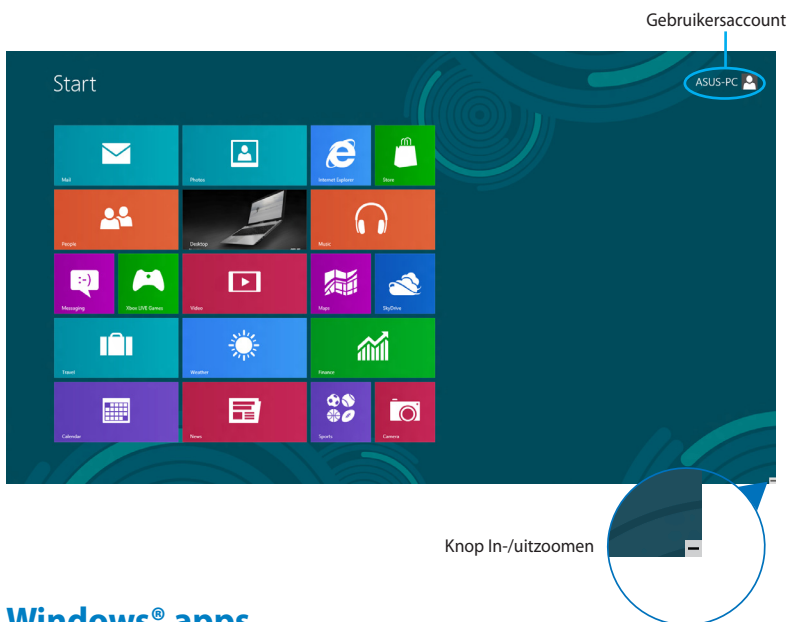 Gebruikersaccount
Start
ASUS-PC
Mail
Photos
Internet Explorer
Store
People
Desktop
Music
Messaging
Xbox LIVE Games
Video
Maps
SkyDrive
Travel
Weather
Finance
Calendar
News
Sports
Camera
Knop In-/uitzoomen
Windows® apps